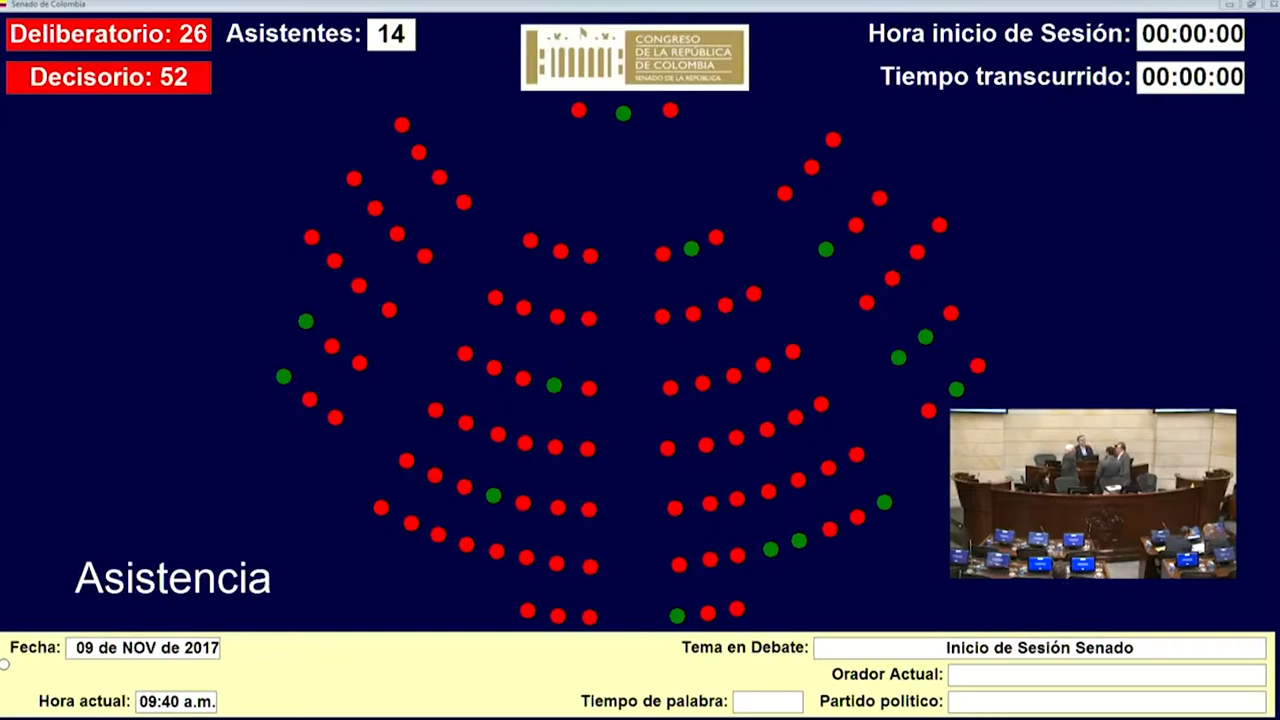 Senado de Colombia
Deliberatorio: 26
Asistentes: 14
Hora inicio de Sesión: 00:00:00
Decisorio: 52
Tiempo transcurrido: 00:00:00
CONGRESO
DE LA REPÚBLICA
DE COLOMBIA
SENADO DE LA REPÚBLICA
Asistencia
Fecha: 09 de NOV de 2017
Tema en Debate: Inicio de Sesión Senado
Orador Actual:
Hora actual: 09:40 a.m.
Tiempo de palabra:
Partido politico: